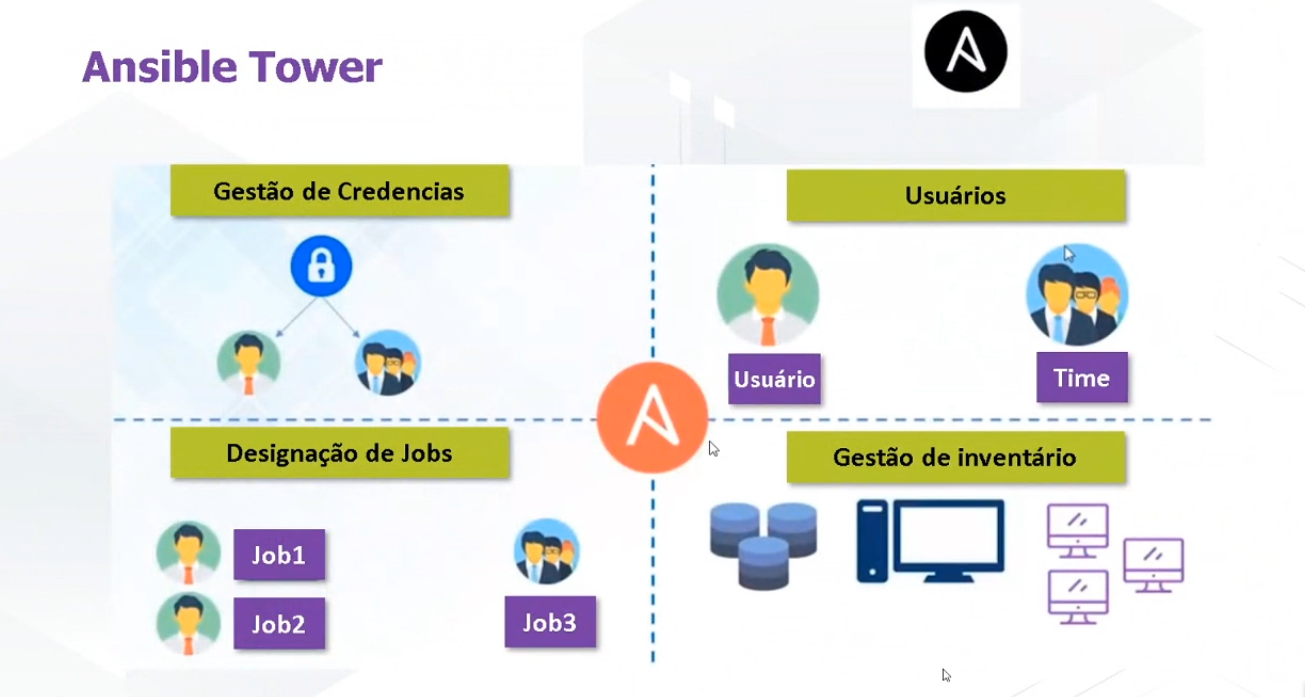 Ansible Tower
Gestão de Credencias
Usuários
Usuário
Time
Designação de Jobs
Gestão de inventário
Job1
Job2
Job3